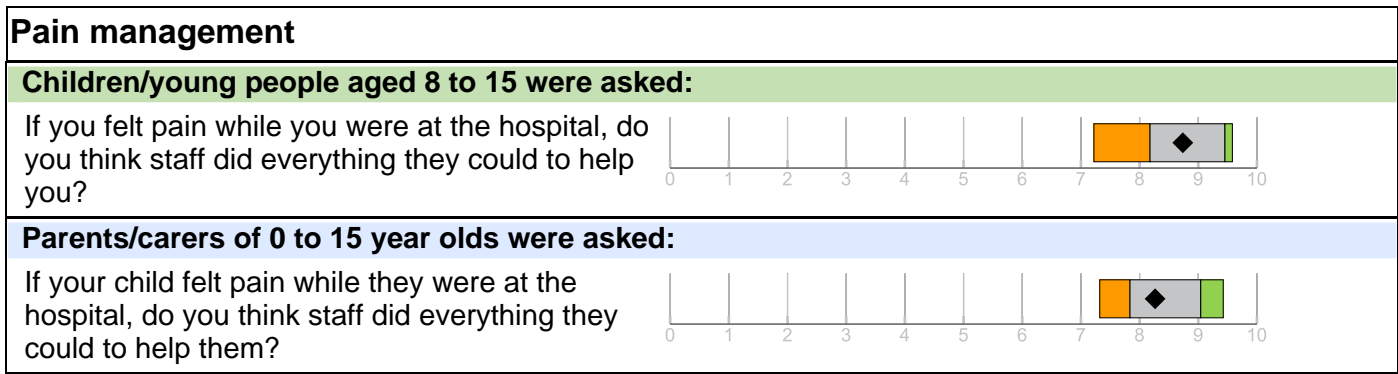 Pain management
Children/young people aged 8 to 15 were asked:
If you felt pain while you were at the hospital, do
you think staff did everything they could to help
you?
0 1 2 3 4 5 6 7 8 9 10
Parents/carers of 0 to 15 year olds were asked:
If your child felt pain while they were at the
hospital, do you think staff did everything they
could to help them?
0 1 2 3 4 5 6 7 8 9 10